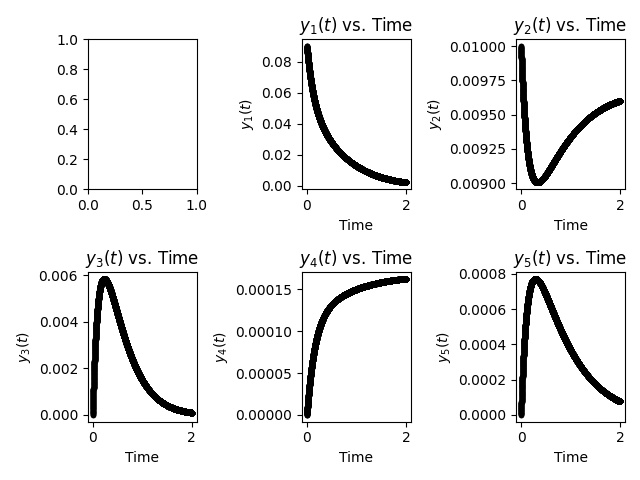 y₁(t) vs. Time
y₂(t) vs. Time
1.0
0.8
0.6
0.4
0.2
0.0
0.0 0.5 1.0
y₁(t)
0.08
0.06
0.04
0.02
0.00
0 2
Time
y₂(t)
0.01000
0.00975
0.00950
0.00925
0.00900
0 2
Time
y₃(t) vs. Time
y₄(t) vs. Time
y₅(t) vs. Time
y₃(t)
0.006
0.004
0.002
0.000
0 2
Time
y₄(t)
0.00015
0.00010
0.00005
0.00000
0 2
Time
y₅(t)
0.0008
0.0006
0.0004
0.0002
0.0000
0 2
Time